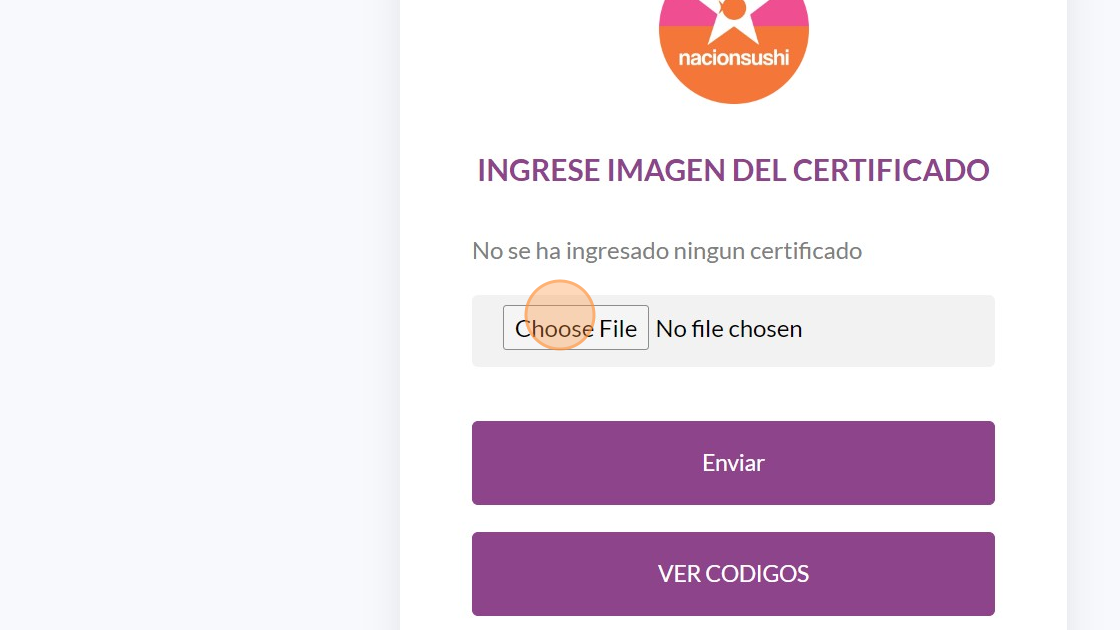 nacionsushi
INGRESE IMAGEN DEL CERTIFICADO
No se ha ingresado ningun certificado
Choose File No file chosen
Enviar
VER CODIGOS